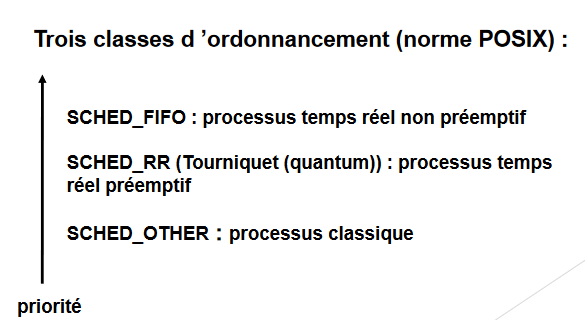 Trois classes d ’ordonnancement (norme POSIX) :
SCHED_FIFO : processus temps réel non préemptif
SCHED_RR (Tourniquet (quantum)) : processus temps
réel préemptif
SCHED_OTHER : processus classique
priorité